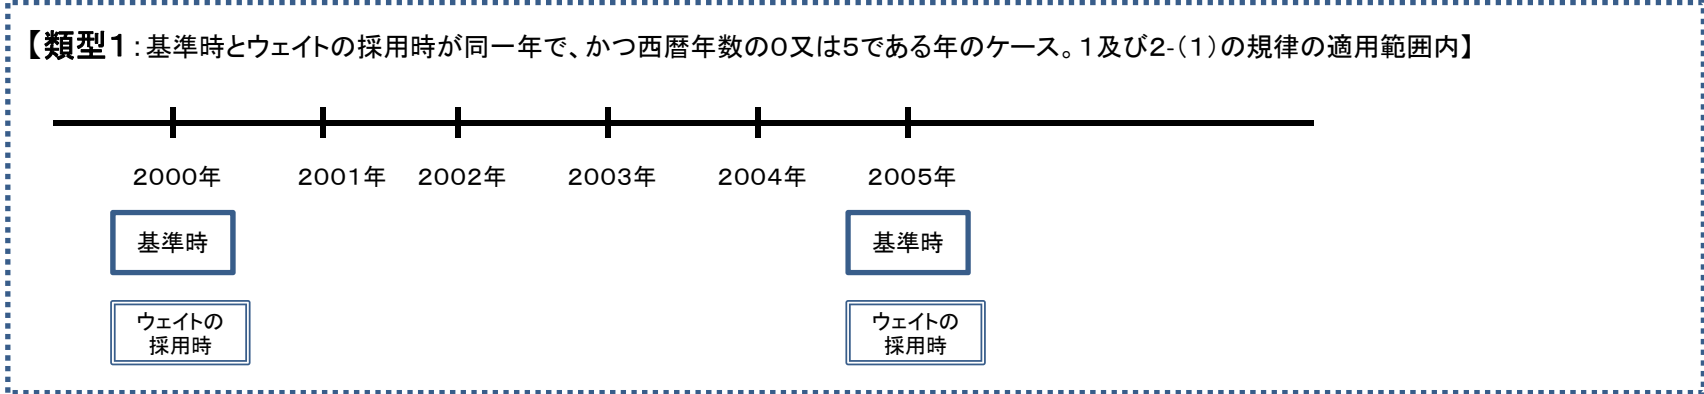 【類型１：基準時とウェイトの採用時が同一年で、かつ西暦年数の０又は５である年のケース。１及び２-（１）の規律の適用範囲内】
２０００年 ２００１年 ２００２年 ２００３年 ２００４年 ２００５年
基準時 基準時
ウェイトの ウェイトの
採用時 採用時